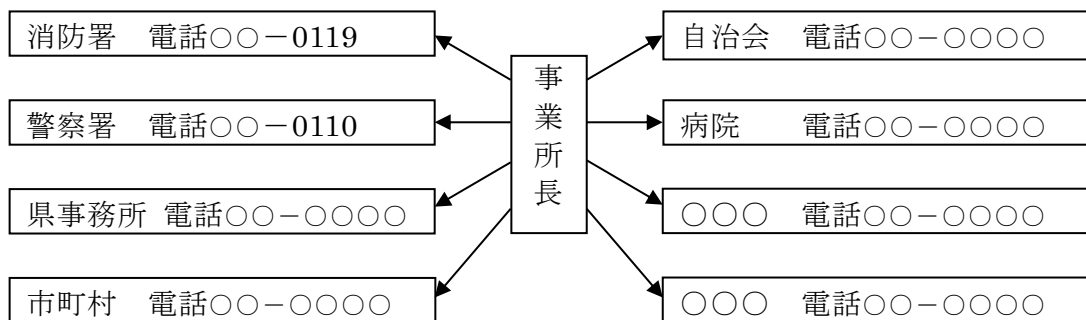 消防署　電話○○－0119
警察署　電話○○－0110
県事務所 電話○○－○○○○
市町村　電話○○－○○○○
事業所長
自治会　電話○○－○○○○
病院　　電話○○－○○○○
○○○　電話○○－○○○○
○○○　電話○○－○○○○